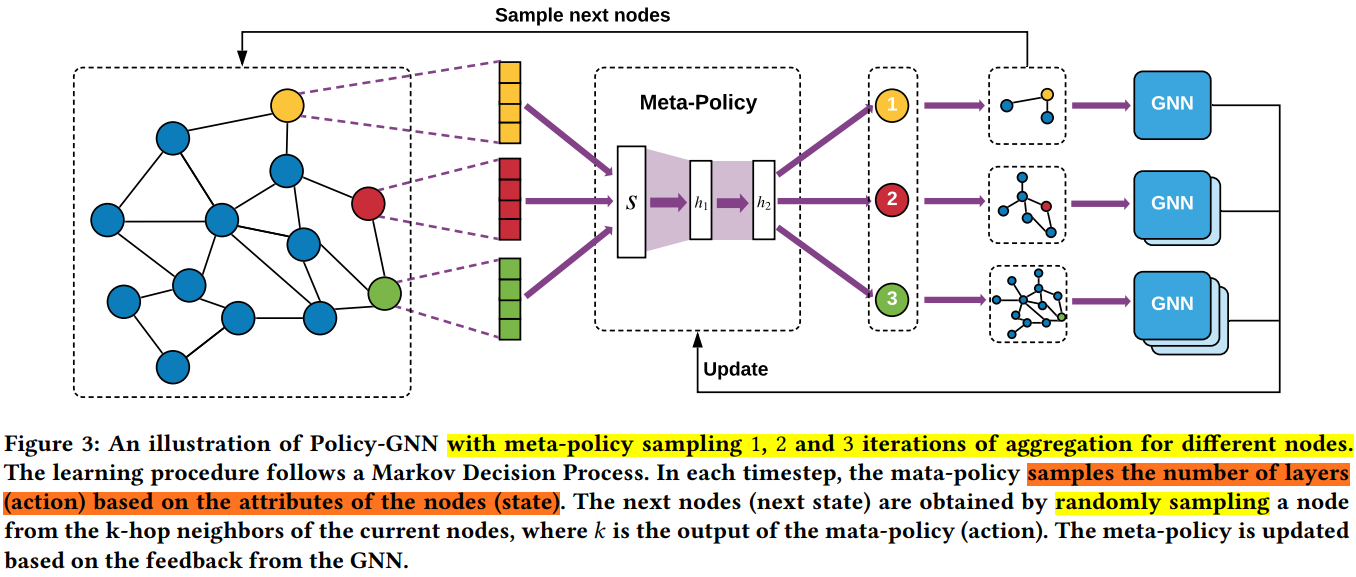 Sample next nodes
Meta-Policy
S
h1
h2
1
2
3
GNN
GNN
GNN
Update
Figure 3: An illustration of Policy-GNN with meta-policy sampling 1, 2 and 3 iterations of aggregation for different nodes.
The learning procedure follows a Markov Decision Process. In each timestep, the mata-policy samples the number of layers
(action) based on the attributes of the nodes (state). The next nodes (next state) are obtained by randomly sampling a node
from the k-hop neighbors of the current nodes, where k is the output of the mata-policy (action). The meta-policy is updated
based on the feedback from the GNN.